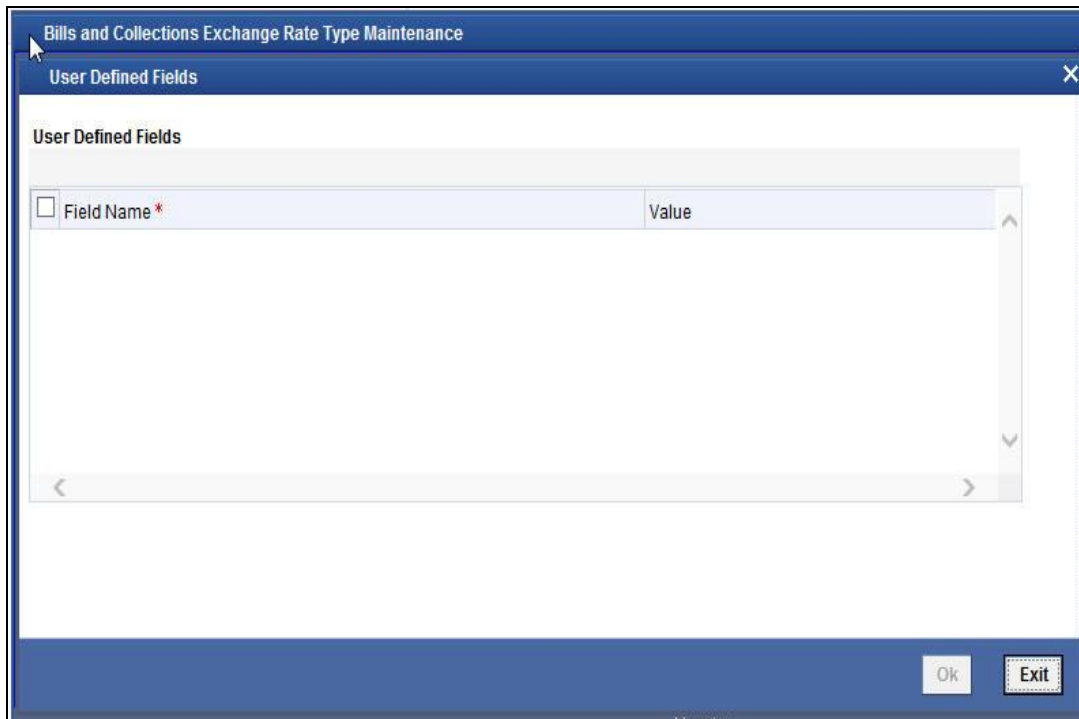 Bills and Collections Exchange Rate Type Maintenance
User Defined Fields
User Defined Fields
Field Name * Value
Ok Exit